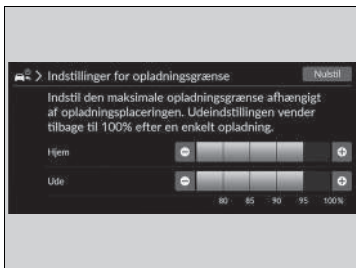 > Indstillinger for opladningsgrænse Nulstil
Indstil den maksimale opladningsgrænse afhængigt
af opladningsplaceringen. Udeindstillingen vender
tilbage til 100% efter en enkelt opladning.
Hjem
Ude
80 85 90 95 100%